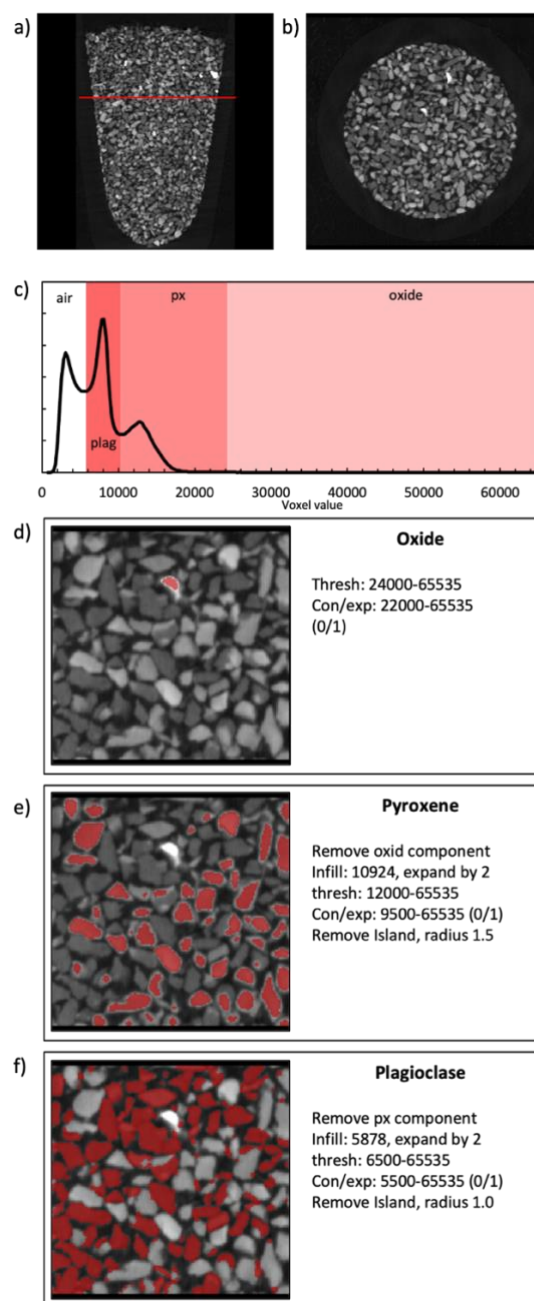 a)
b)
c)
air
px
oxide
plag
0
10000
20000
30000
40000
50000
60000
Voxel value
d)
Oxide
Thresh: 24000-65535
Con/exp: 22000-65535
(0/1)
e)
Pyroxene
Remove oxid component
Infill: 10924, expand by 2
thresh: 12000-65535
Con/exp: 9500-65535 (0/1)
Remove Island, radius 1.5
f)
Plagioclase
Remove px component
Infill: 5878, expand by 2
thresh: 6500-65535
Con/exp: 5500-65535 (0/1)
Remove Island, radius 1.0